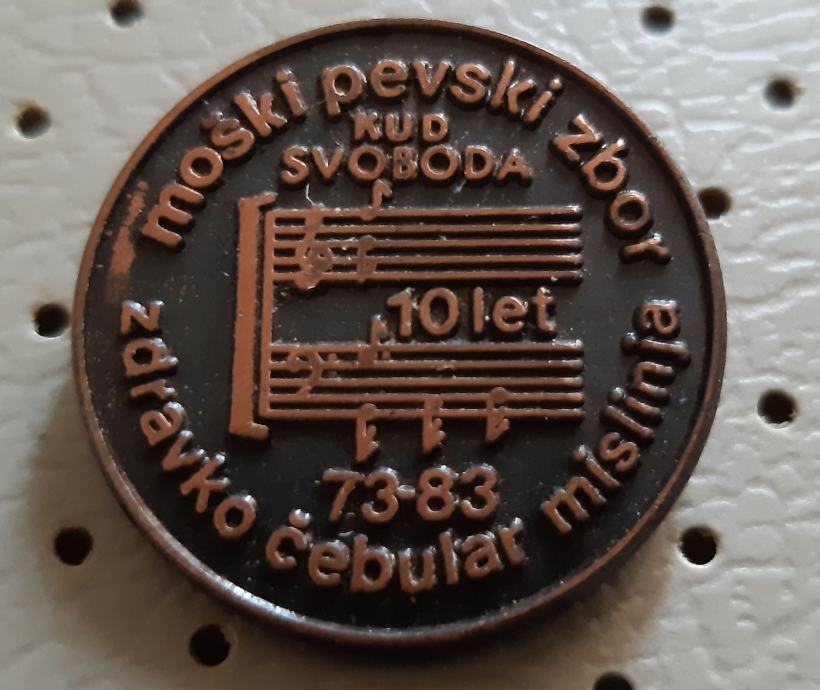 moški pevski zbor
KUD
SVOBODA
10 let
73-83
zdravko čebular mislinja